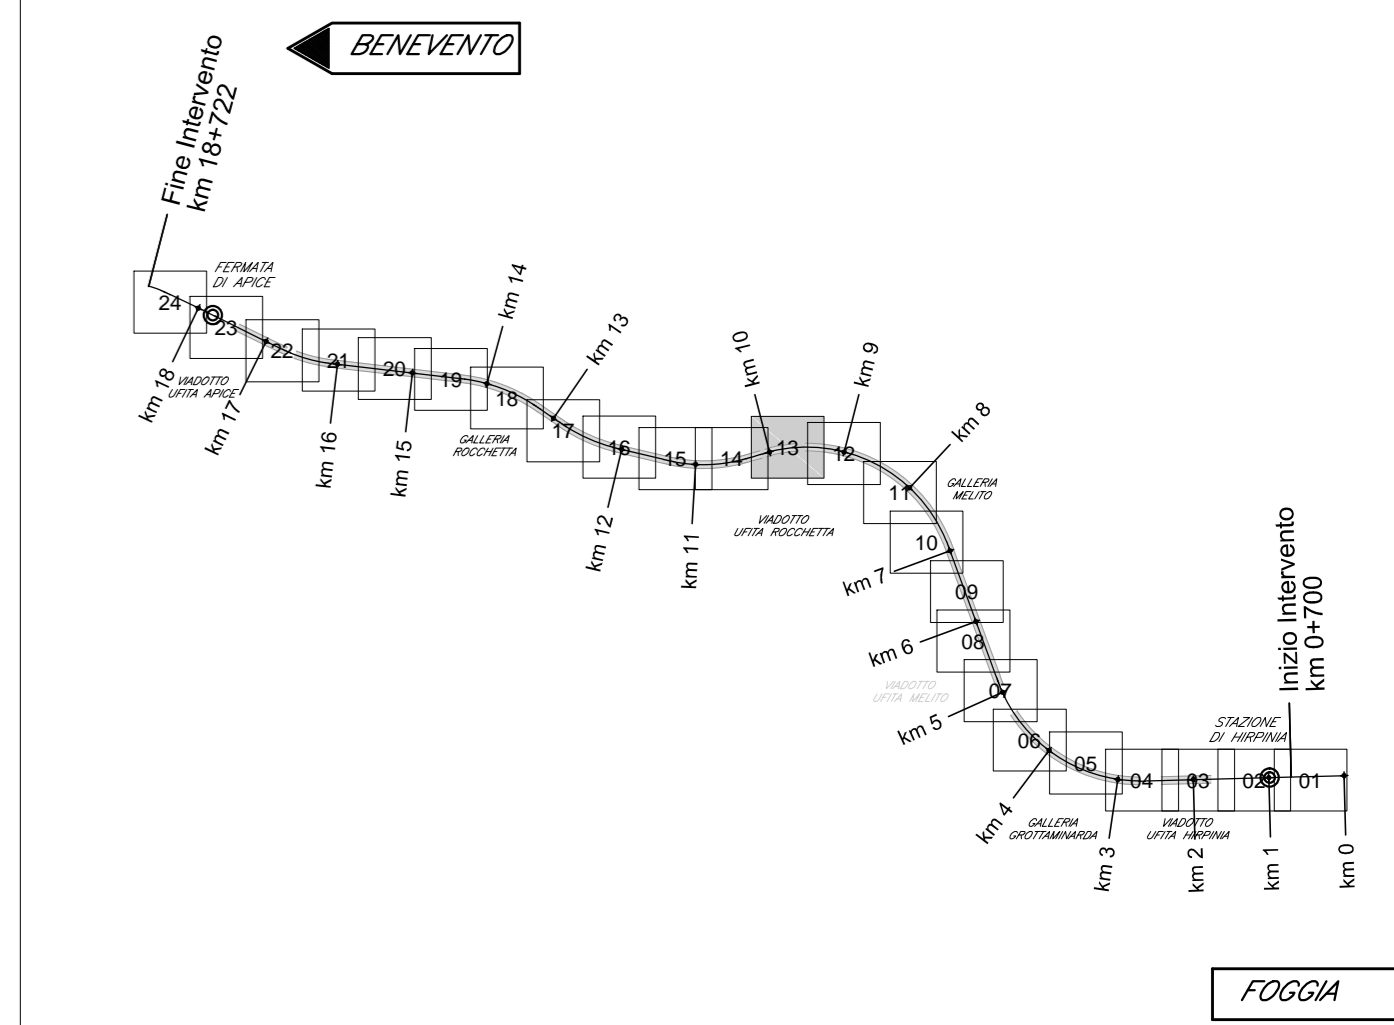 BENEVENTO
Fine Intervento
km 18+722
FERMATA
DI APICE
24
23
22
21
20
19
18
17
16
15
14
13
12
11
10
09
08
07
06
05
04
03
02
01
km 18
VIADOTTO
UFITA APICE
km 17
km 16
km 15
km 14
GALLERIA
ROCCHETTA
km 13
km 12
km 11
km 10
VIADOTTO
UFITA ROCCHETTA
km 9
km 8
GALLERIA
MELITO
km 7
km 6
VIADOTTO
UFITA MELITO
km 5
km 4
GALLERIA
GROTTAMINARDA
km 3
VIADOTTO
UFITA HIRPINIA
km 2
STAZIONE
DI HIRPINIA
km 1
Inizio Intervento
km 0+700
km 0
FOGGIA